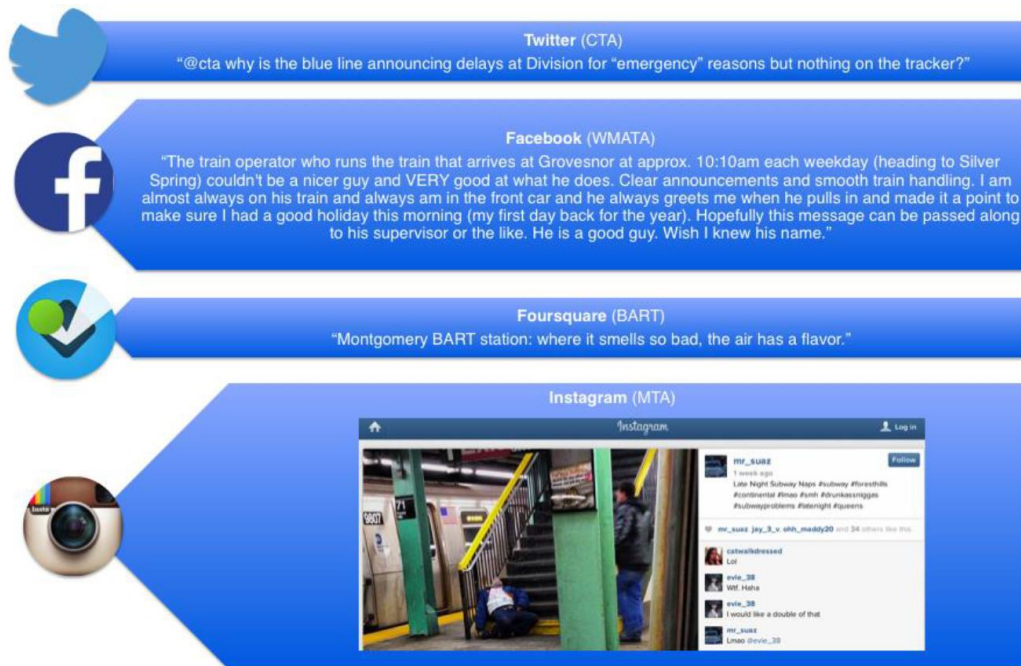 Twitter (CTA)
“@cta why is the blue line announcing delays at Division for “emergency” reasons but nothing on the tracker?”
Facebook (WMATA)
“The train operator who runs the train that arrives at Grovesnor at approx. 10:10am each weekday (heading to Silver
Spring) couldn't be a nicer guy and VERY good at what he does. Clear announcements and smooth train handling. I am
almost always on his train and always am in the front car and he always greets me when he pulls in and made it a point to
make sure I had a good holiday this morning (my first day back for the year). Hopefully this message can be passed along
to his supervisor or the like. He is a good guy. Wish I knew his name.”
Foursquare (BART)
“Montgomery BART station: where it smells so bad, the air has a flavor.”
Instagram (MTA)
Instagram
Log in
9807
71
mr_suaz
Follow
1 week ago
Late Night Subway Naps #subway #foresthills
#continental #lmao #smh #drunkassniggas
#subwayproblems #latenight #queens
mr_suaz jay_3_v, ohh_maddy20 and 34 others like this.
catwalkdressed
Lol
evie_38
Wtf. Haha
evie_38
I would like a double of that
mr_suaz
Lmao @evie_38
Insta